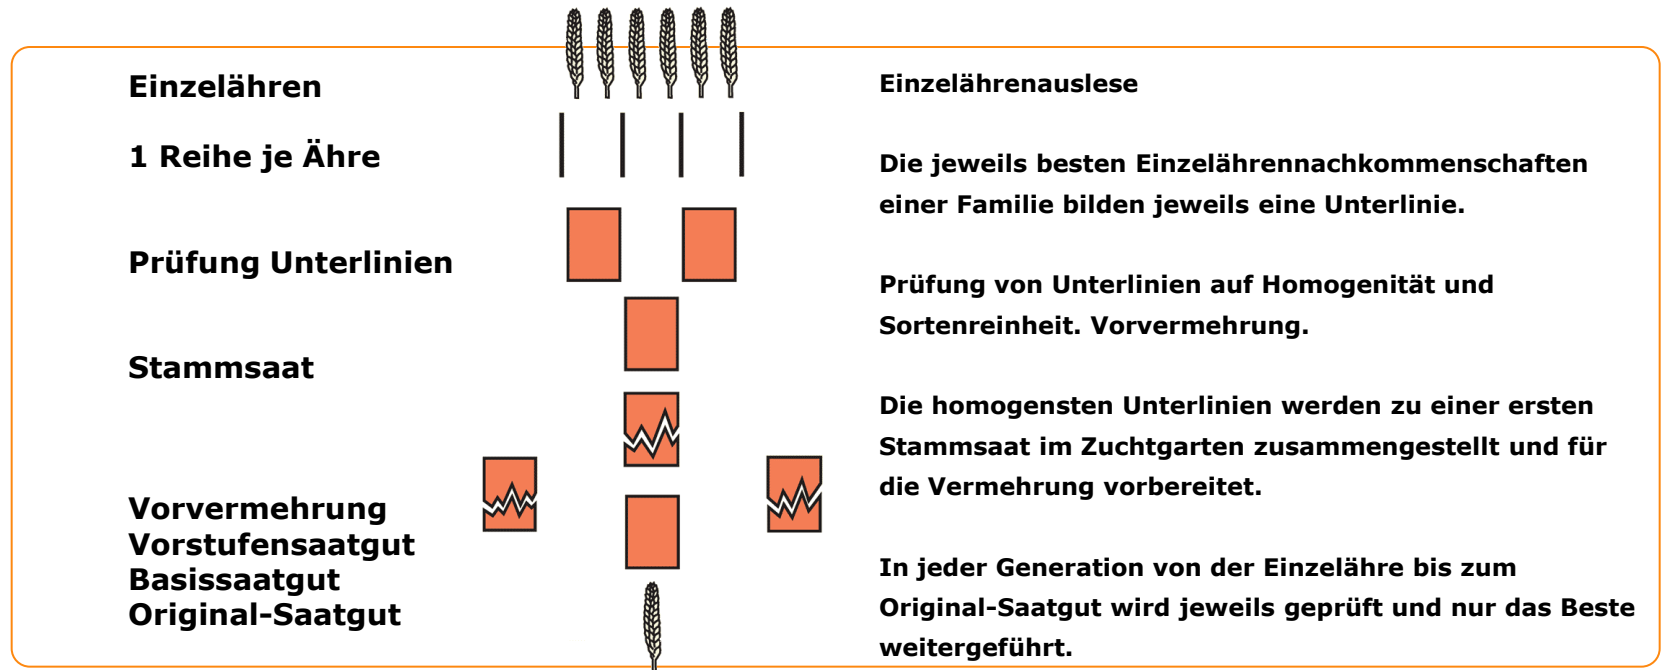 Einzelähren
1 Reihe je Ähre
Prüfung Unterlinien
Stammsaat
Vorvermehrung
Vorstufensaatgut
Basissaatgut
Original-Saatgut
Einzelährenauslese
Die jeweils besten Einzelährennachkommenschaften
einer Familie bilden jeweils eine Unterlinie.
Prüfung von Unterlinien auf Homogenität und
Sortenreinheit. Vorvermehrung.
Die homogensten Unterlinien werden zu einer ersten
Stammsaat im Zuchtgarten zusammengestellt und für
die Vermehrung vorbereitet.
In jeder Generation von der Einzelähre bis zum
Original-Saatgut wird jeweils geprüft und nur das Beste
weitergeführt.